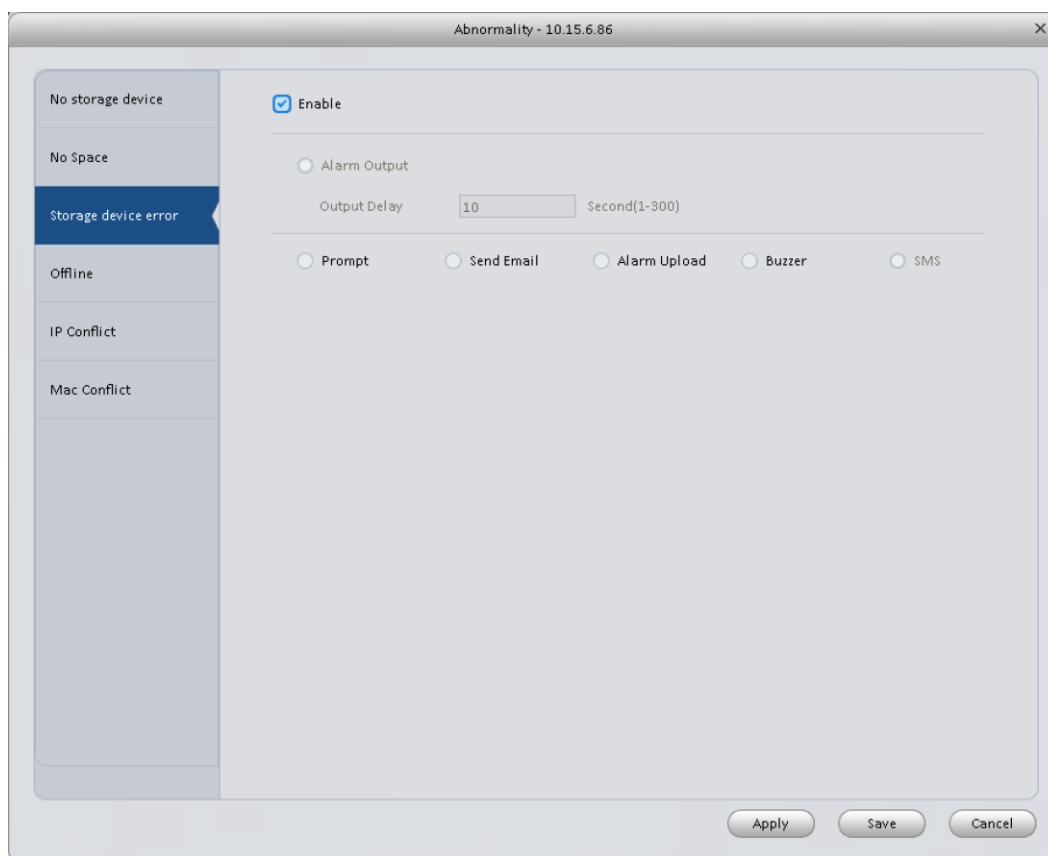 Abnormality - 10.15.6.86
No storage device
No Space
Storage device error
Offline
IP Conflict
Mac Conflict
Enable
Alarm Output
Output Delay 10 Second(1-300)
Prompt Send Email Alarm Upload Buzzer SMS
Apply Save Cancel